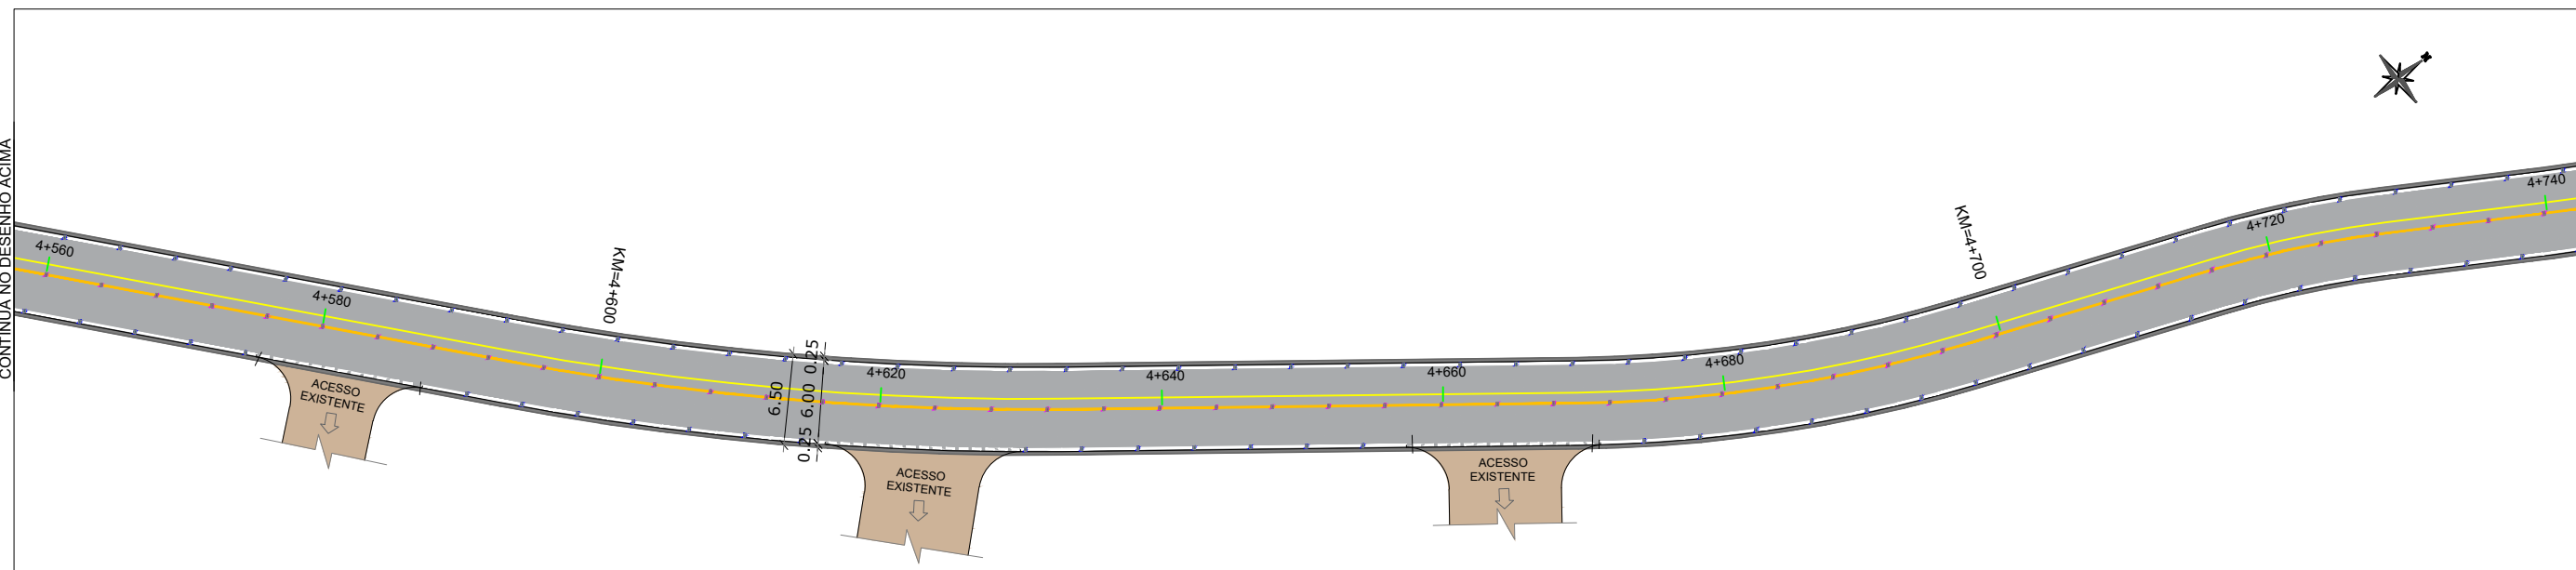 CONTINUA NO DESENHO ACIMA
4+560
4+580
KM=4+600
6.50
0.25
6.00
0.25
4+620
4+640
4+660
4+680
KM=4+700
4+720
4+740
ACESSO
EXISTENTE
ACESSO
EXISTENTE
ACESSO
EXISTENTE